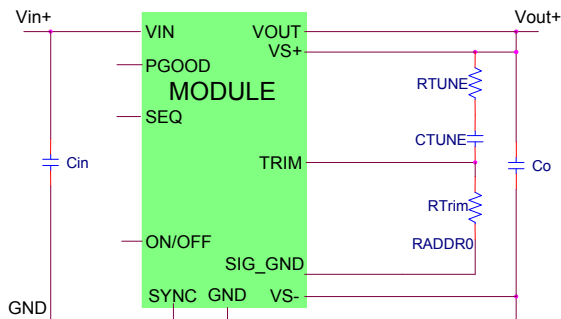 Vin+
Vout+
VIN
VOUT
VS+
PGOOD
MODULE
RTUNE
SEQ
CTUNE
Cin
TRIM
Co
RTrim
ON/OFF
RADDR0
SIG_GND
GND
SYNC
GND
VS-